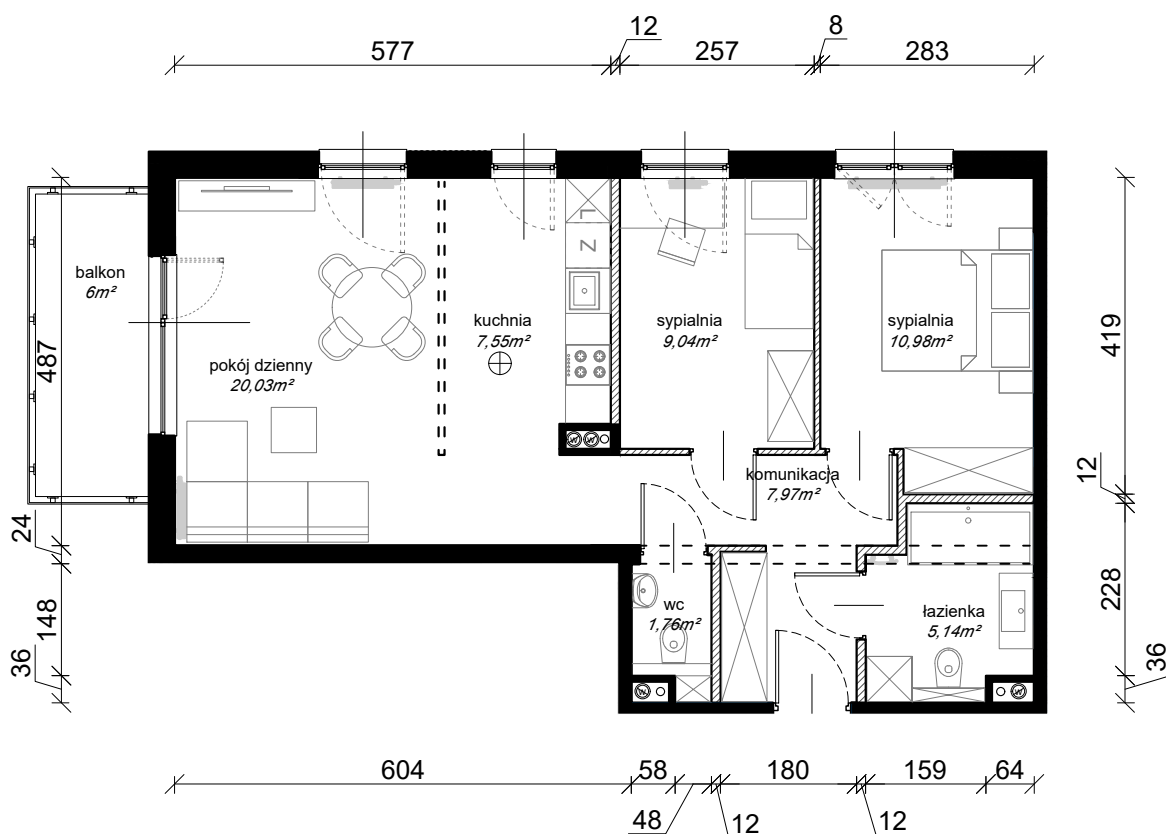 12
8
577
257
283
L
Z
balkon
6m²
kuchnia
7,55m²
sypialnia
9,04m²
sypialnia
10,98m²
pokój dzienny
20,03m²
487
419
komunikacja
7,97m²
12
24
wc
1,76m²
łazienka
5,14m²
148
228
36
36
604
58
180
159
64
48
12
12